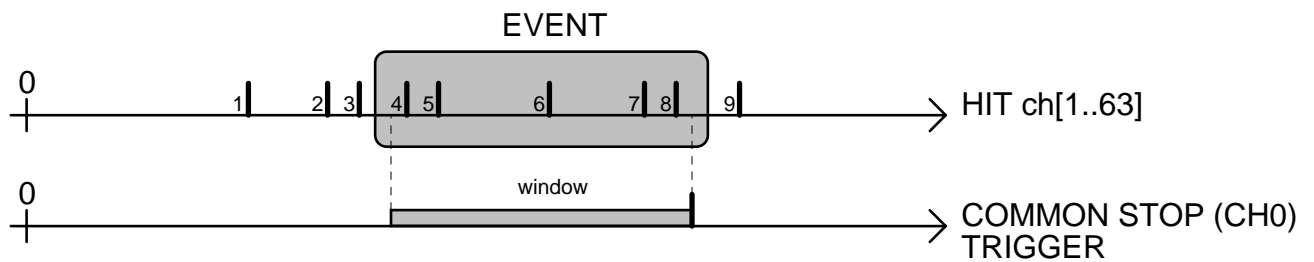 EVENT
0
1 2 3 4 5 6 7 8 9
HIT ch[1..63]
window
0
COMMON STOP (CH0)
TRIGGER